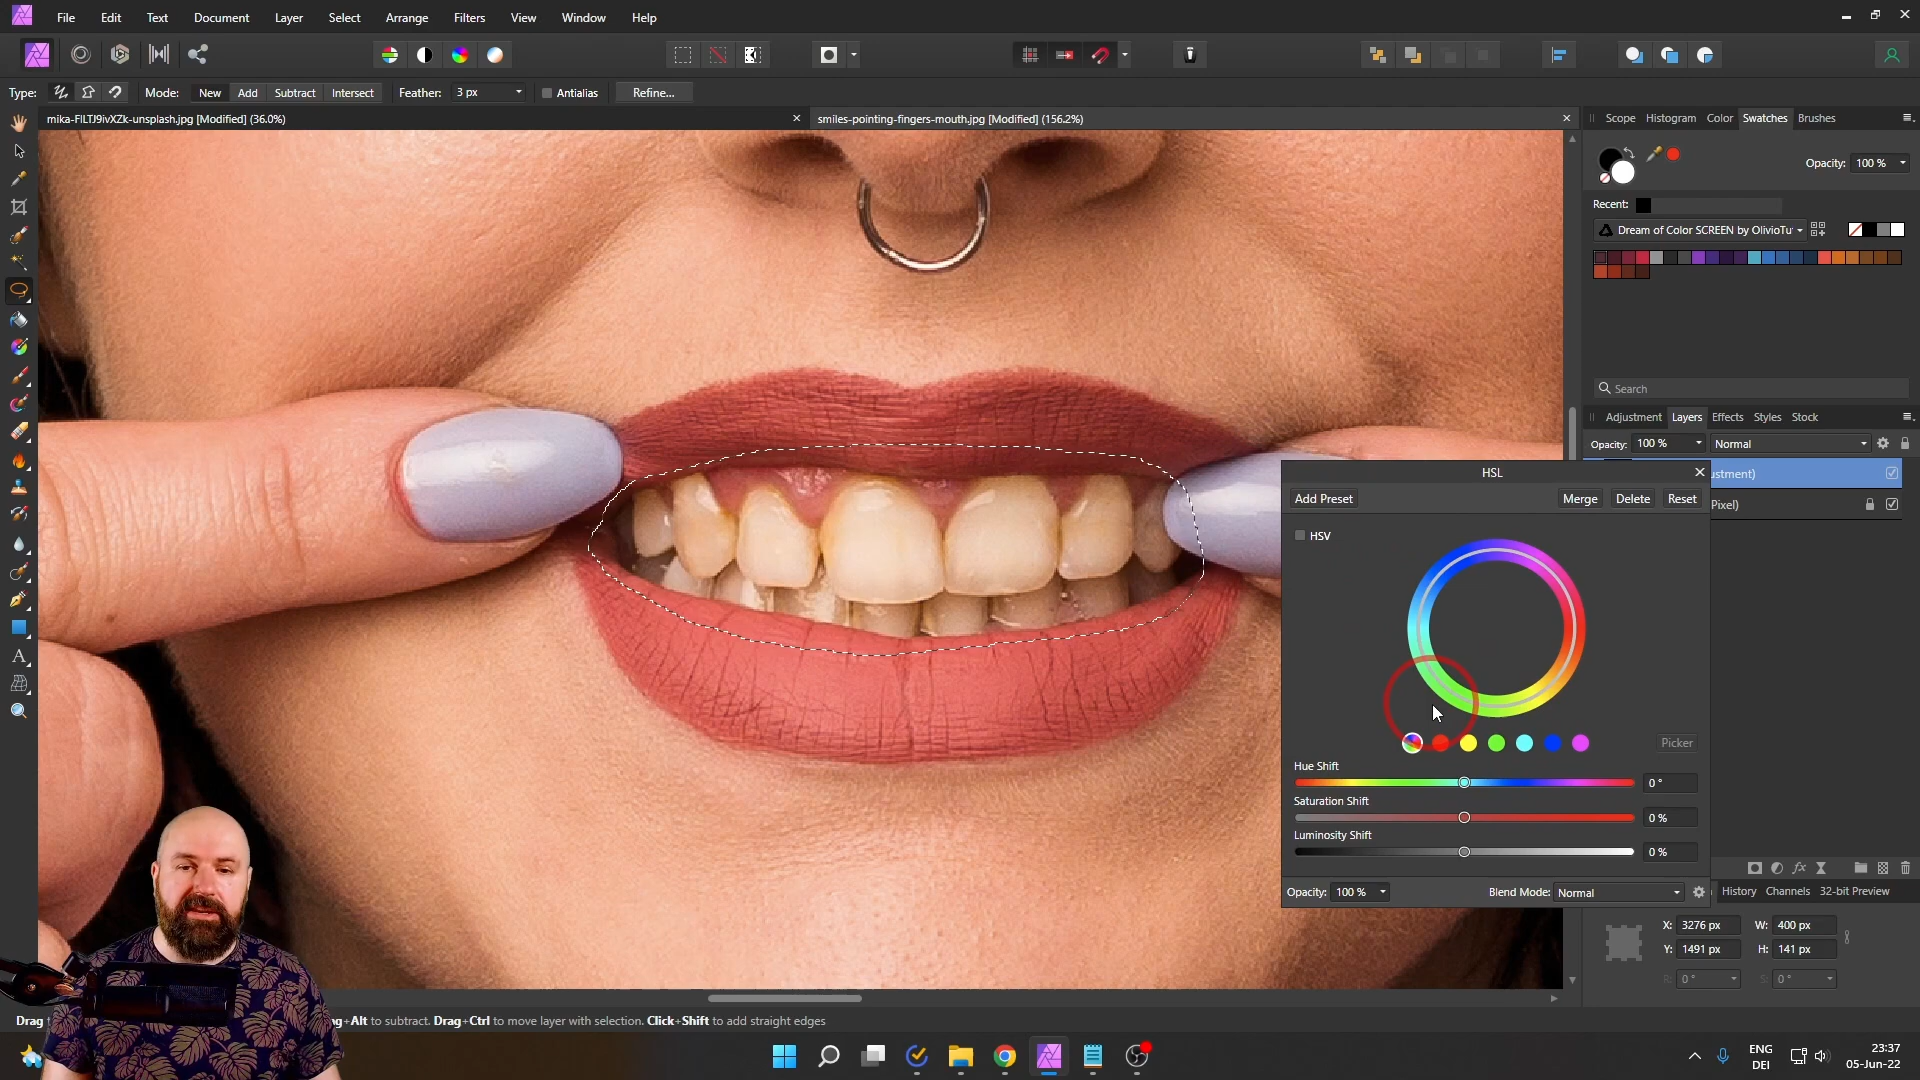 File Edit Text Document Layer Select Arrange Filters View Window Help
Type: Mode: New Add Subtract Intersect Feather: 3 px Antialias Refine...
mika-FILTJ9ivXZk-unsplash.jpg [Modified] (36.0%)
smiles-pointing-fingers-mouth.jpg [Modified] (156.2%)
Scope Histogram Color Swatches Brushes
Opacity: 100 %
Recent:
Dream of Color SCREEN by OlivioTu
Search
Adjustment Layers Effects Styles Stock
Opacity: 100 % Normal
HSL
ustment)
Add Preset Merge Delete Reset
Pixel)
HSV
Picker
Hue Shift
0 °
Saturation Shift
0 %
Luminosity Shift
0 %
Opacity: 100 % Blend Mode: Normal
History Channels 32-bit Preview
X: 3276 px W: 400 px
Y: 1491 px H: 141 px
R: 0 ° S: 0 °
Drag
ng+Alt to subtract. Drag+Ctrl to move layer with selection. Click+Shift to add straight edges
ENG
DEI
23:37
05-Jun-22